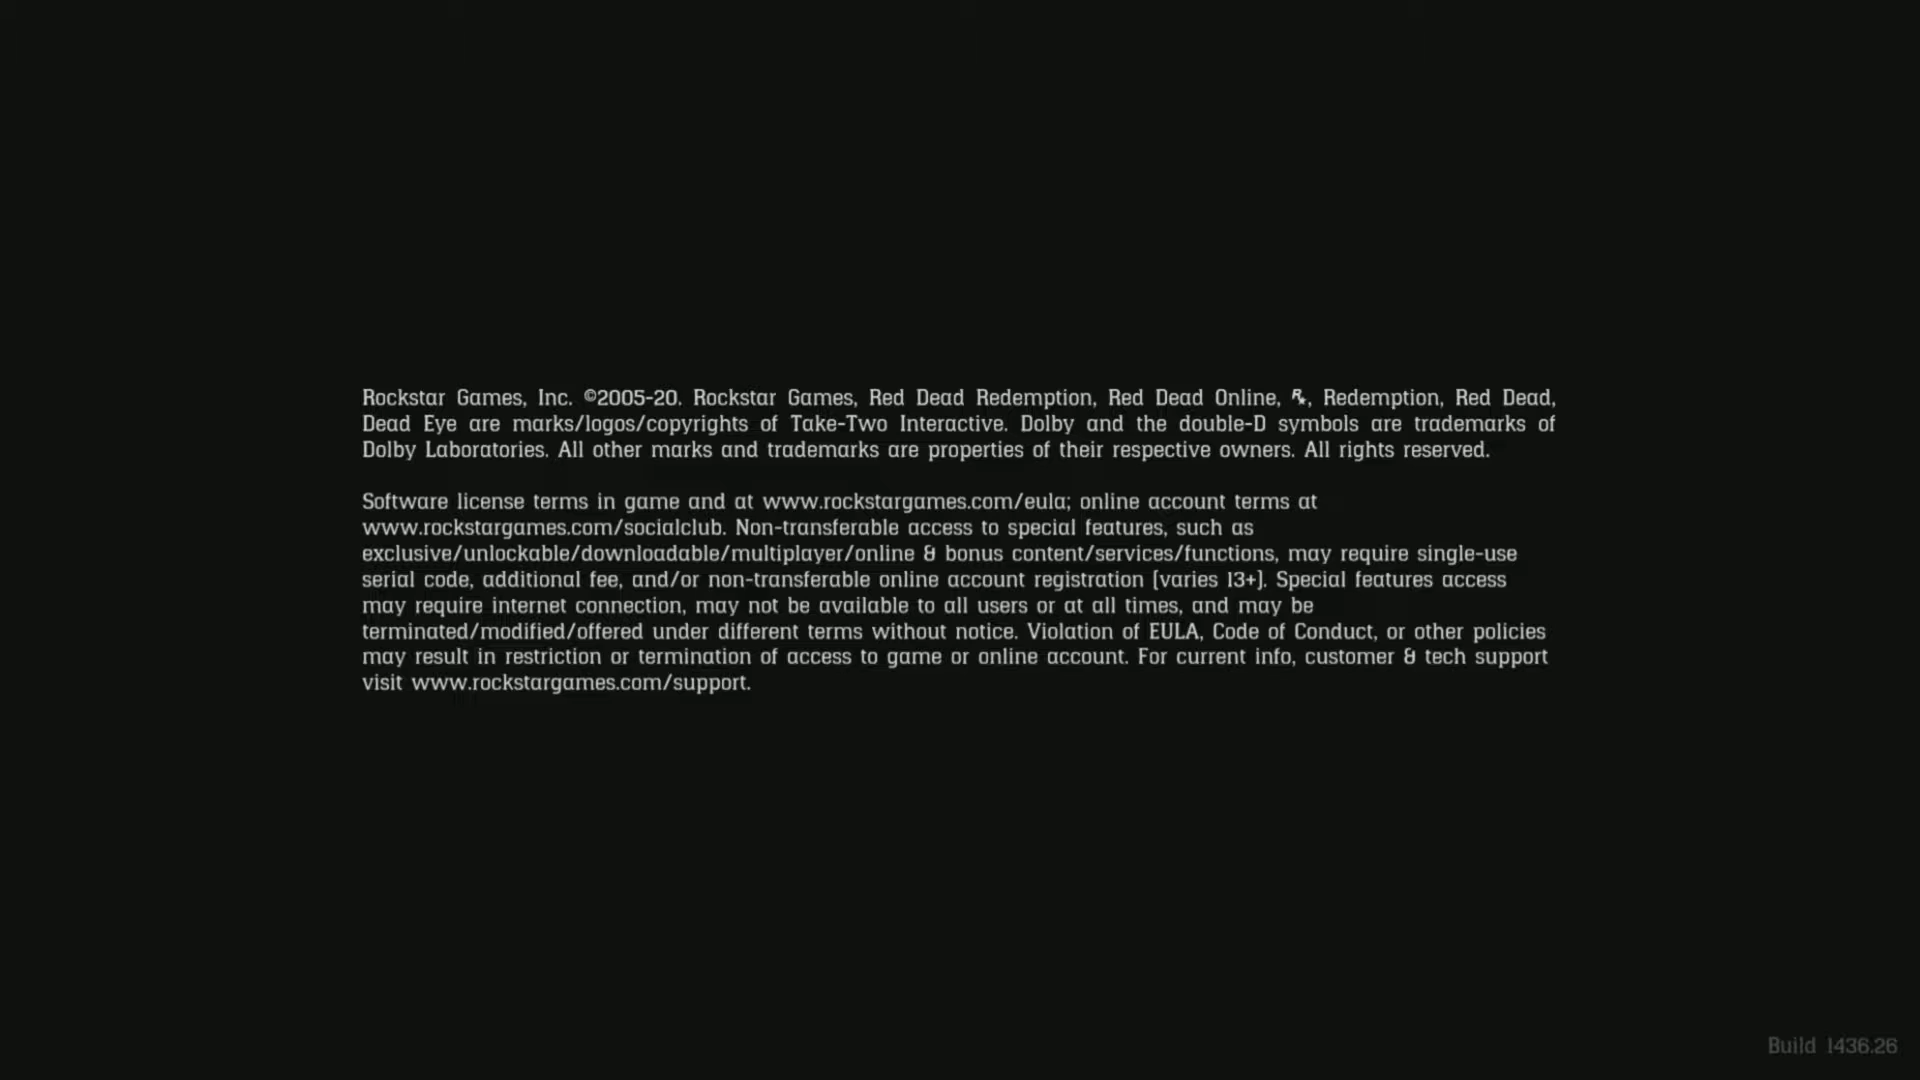 Rockstar Games, Inc. ©2005-20. Rockstar Games, Red Dead Redemption, Red Dead Online, R★, Redemption, Red Dead,
Dead Eye are marks/logos/copyrights of Take-Two Interactive. Dolby and the double-D symbols are trademarks of
Dolby Laboratories. All other marks and trademarks are properties of their respective owners. All rights reserved.
Software license terms in game and at www.rockstargames.com/eula; online account terms at
www.rockstargames.com/socialclub. Non-transferable access to special features, such as
exclusive/unlockable/downloadable/multiplayer/online & bonus content/services/functions, may require single-use
serial code, additional fee, and/or non-transferable online account registration (varies 13+). Special features access
may require internet connection, may not be available to all users or at all times, and may be
terminated/modified/offered under different terms without notice. Violation of EULA, Code of Conduct, or other policies
may result in restriction or termination of access to game or online account. For current info, customer & tech support
visit www.rockstargames.com/support.
Build 1436.26